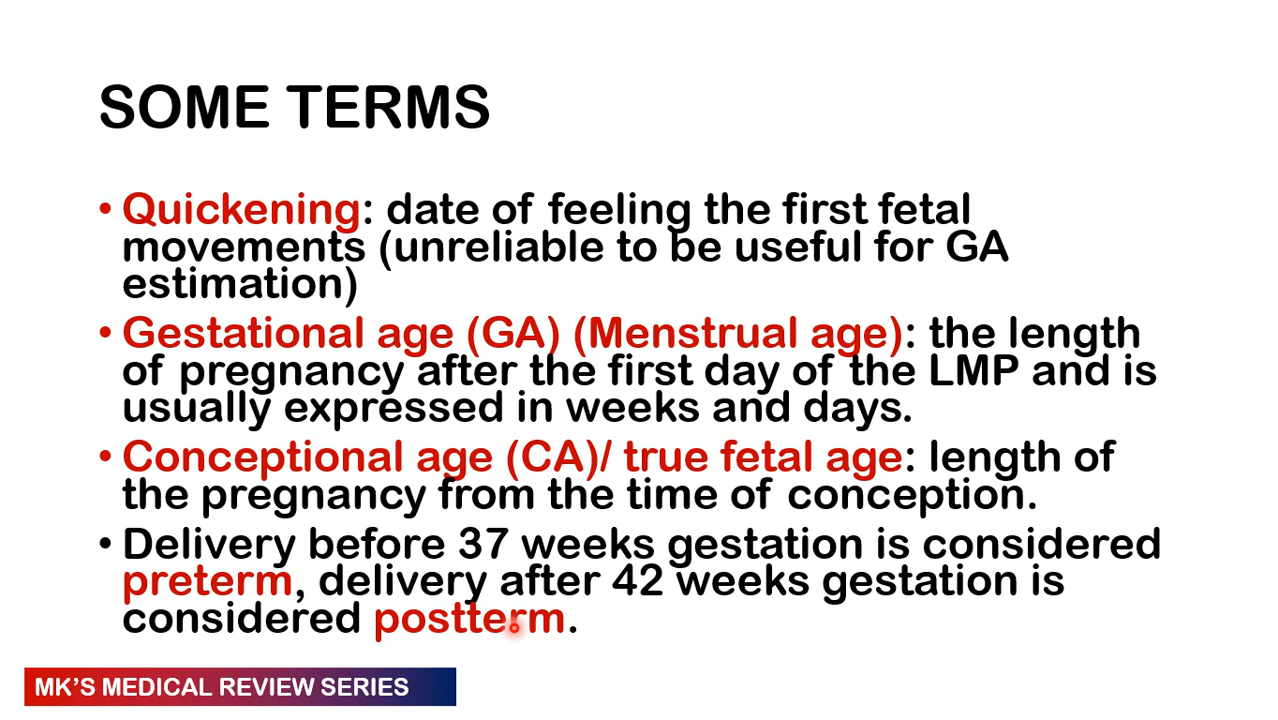 SOME TERMS
• Quickening: date of feeling the first fetal
movements (unreliable to be useful for GA
estimation)
• Gestational age (GA) (Menstrual age): the length
of pregnancy after the first day of the LMP and is
usually expressed in weeks and days.
• Conceptional age (CA)/ true fetal age: length of
the pregnancy from the time of conception.
• Delivery before 37 weeks gestation is considered
preterm, delivery after 42 weeks gestation is
considered postterm.
MK'S MEDICAL REVIEW SERIES